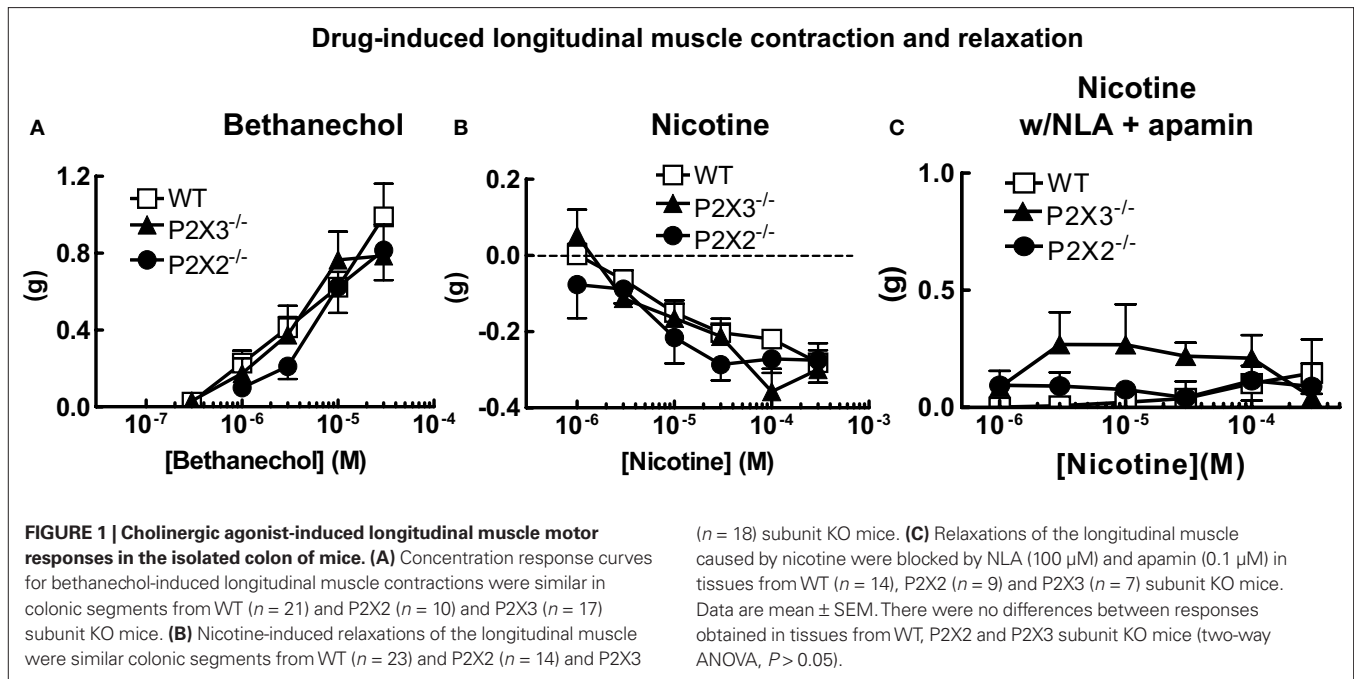 Drug-induced longitudinal muscle contraction and relaxation
A
Bethanechol
1.2
0.8
0.4
0.0
(g)
WT
P2X3-/-
P2X2-/-
10-7
10-6
10-5
10-4
[Bethanechol] (M)
B
Nicotine
0.2
0.0
-0.2
-0.4
(g)
WT
P2X3-/-
P2X2-/-
10-6
10-5
10-4
10-3
[Nicotine] (M)
C
Nicotine
w/NLA + apamin
1.0
0.5
0.0
(g)
WT
P2X3-/-
P2X2-/-
10-6
10-5
10-4
[Nicotine](M)
FIGURE 1 | Cholinergic agonist-induced longitudinal muscle motor
responses in the isolated colon of mice. (A) Concentration response curves
for bethanechol-induced longitudinal muscle contractions were similar in
colonic segments from WT (n = 21) and P2X2 (n = 10) and P2X3 (n = 17)
subunit KO mice. (B) Nicotine-induced relaxations of the longitudinal muscle
were similar colonic segments from WT (n = 23) and P2X2 (n = 14) and P2X3
(n = 18) subunit KO mice. (C) Relaxations of the longitudinal muscle
caused by nicotine were blocked by NLA (100 µM) and apamin (0.1 µM) in
tissues from WT (n = 14), P2X2 (n = 9) and P2X3 (n = 7) subunit KO mice.
Data are mean ± SEM. There were no differences between responses
obtained in tissues from WT, P2X2 and P2X3 subunit KO mice (two-way
ANOVA, P > 0.05).